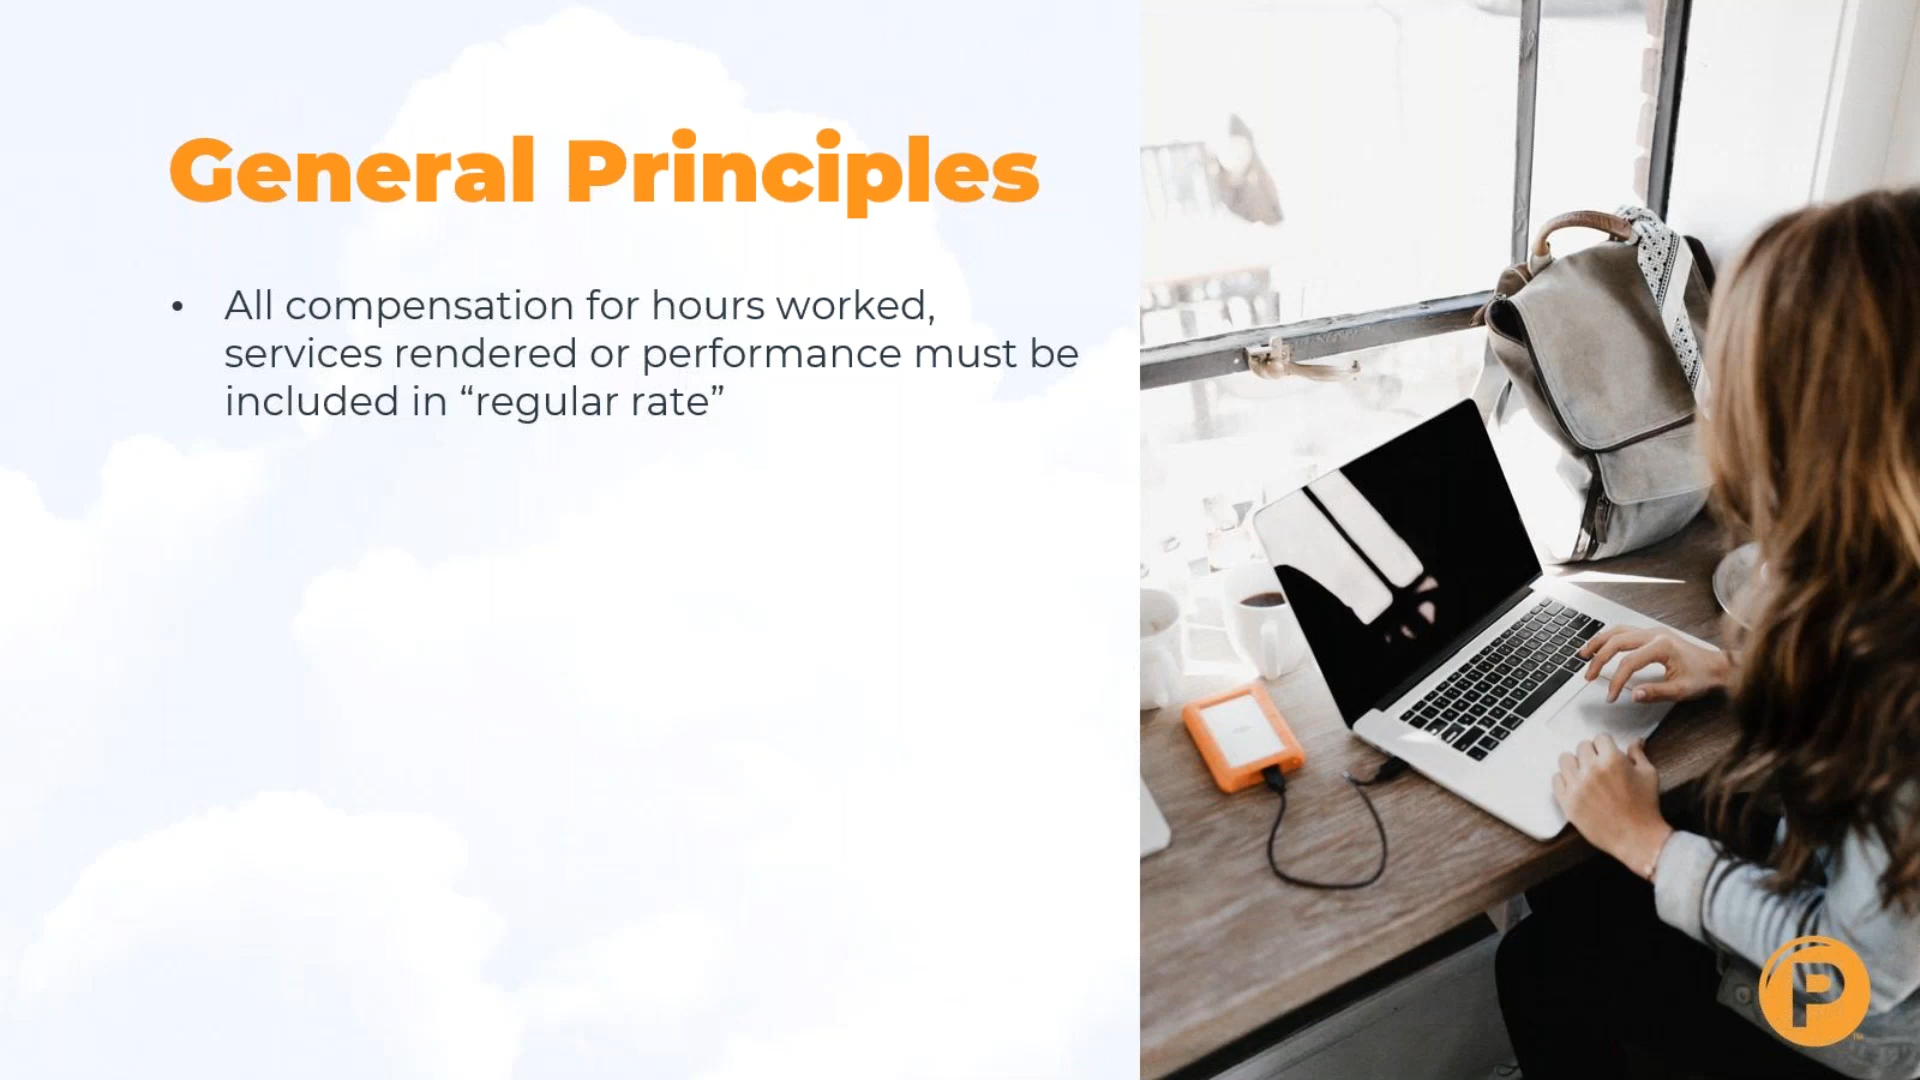 General Principles
• All compensation for hours worked,
services rendered or performance must be
included in “regular rate”
P